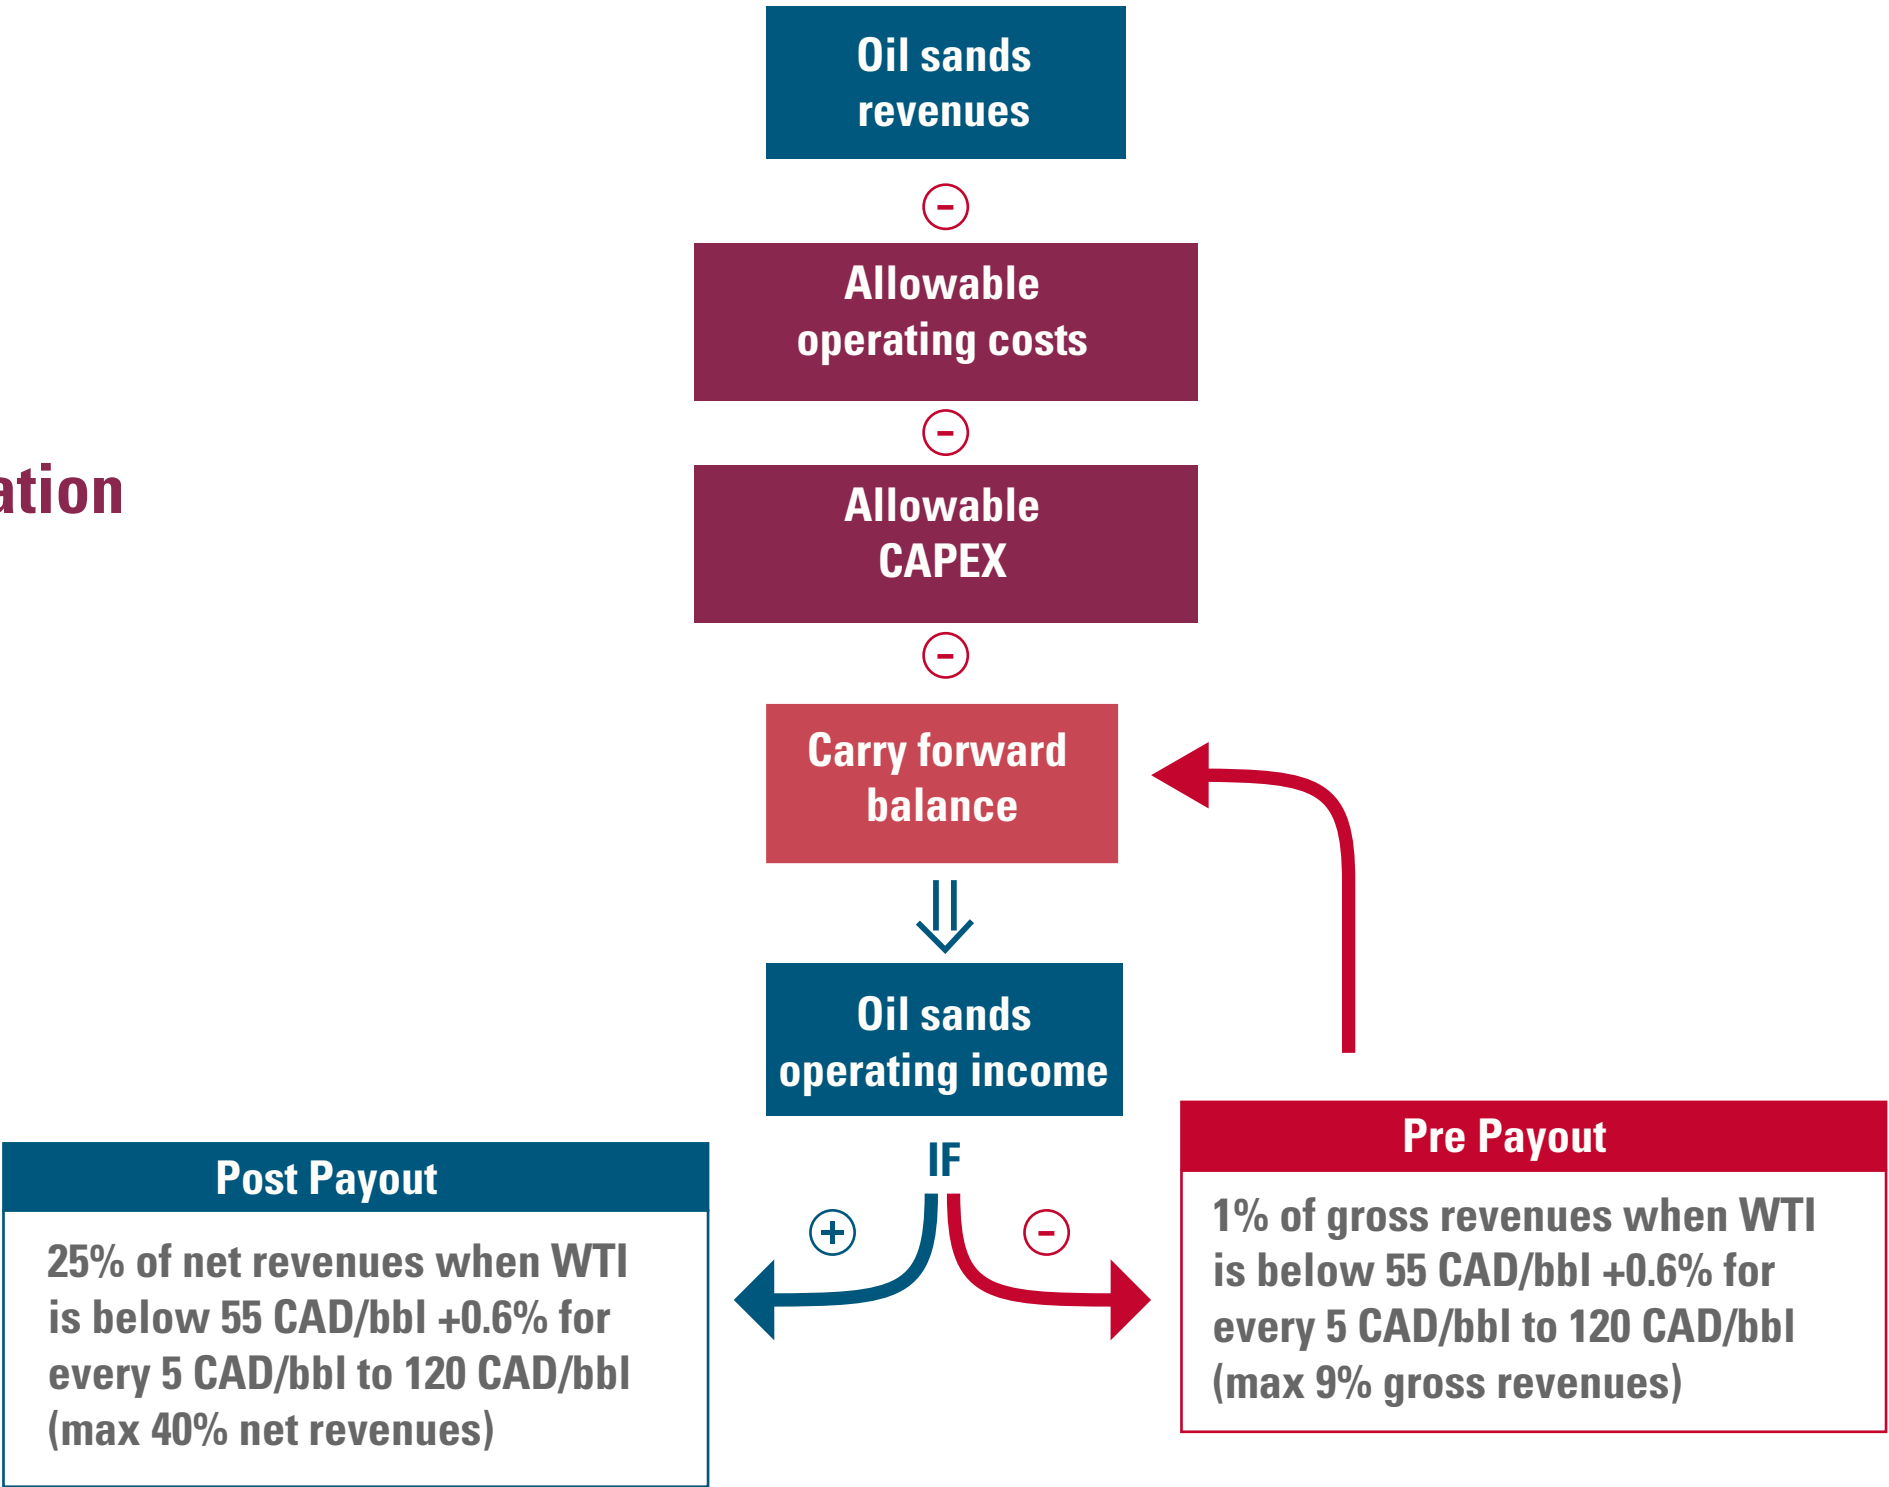 Oil sands
revenues
-
Allowable
operating costs
-
ation
Allowable
CAPEX
-
Carry forward
balance
Oil sands
operating income
IF
+
-
Post Payout
25% of net revenues when WTI
is below 55 CAD/bbl +0.6% for
every 5 CAD/bbl to 120 CAD/bbl
(max 40% net revenues)
Pre Payout
1% of gross revenues when WTI
is below 55 CAD/bbl +0.6% for
every 5 CAD/bbl to 120 CAD/bbl
(max 9% gross revenues)